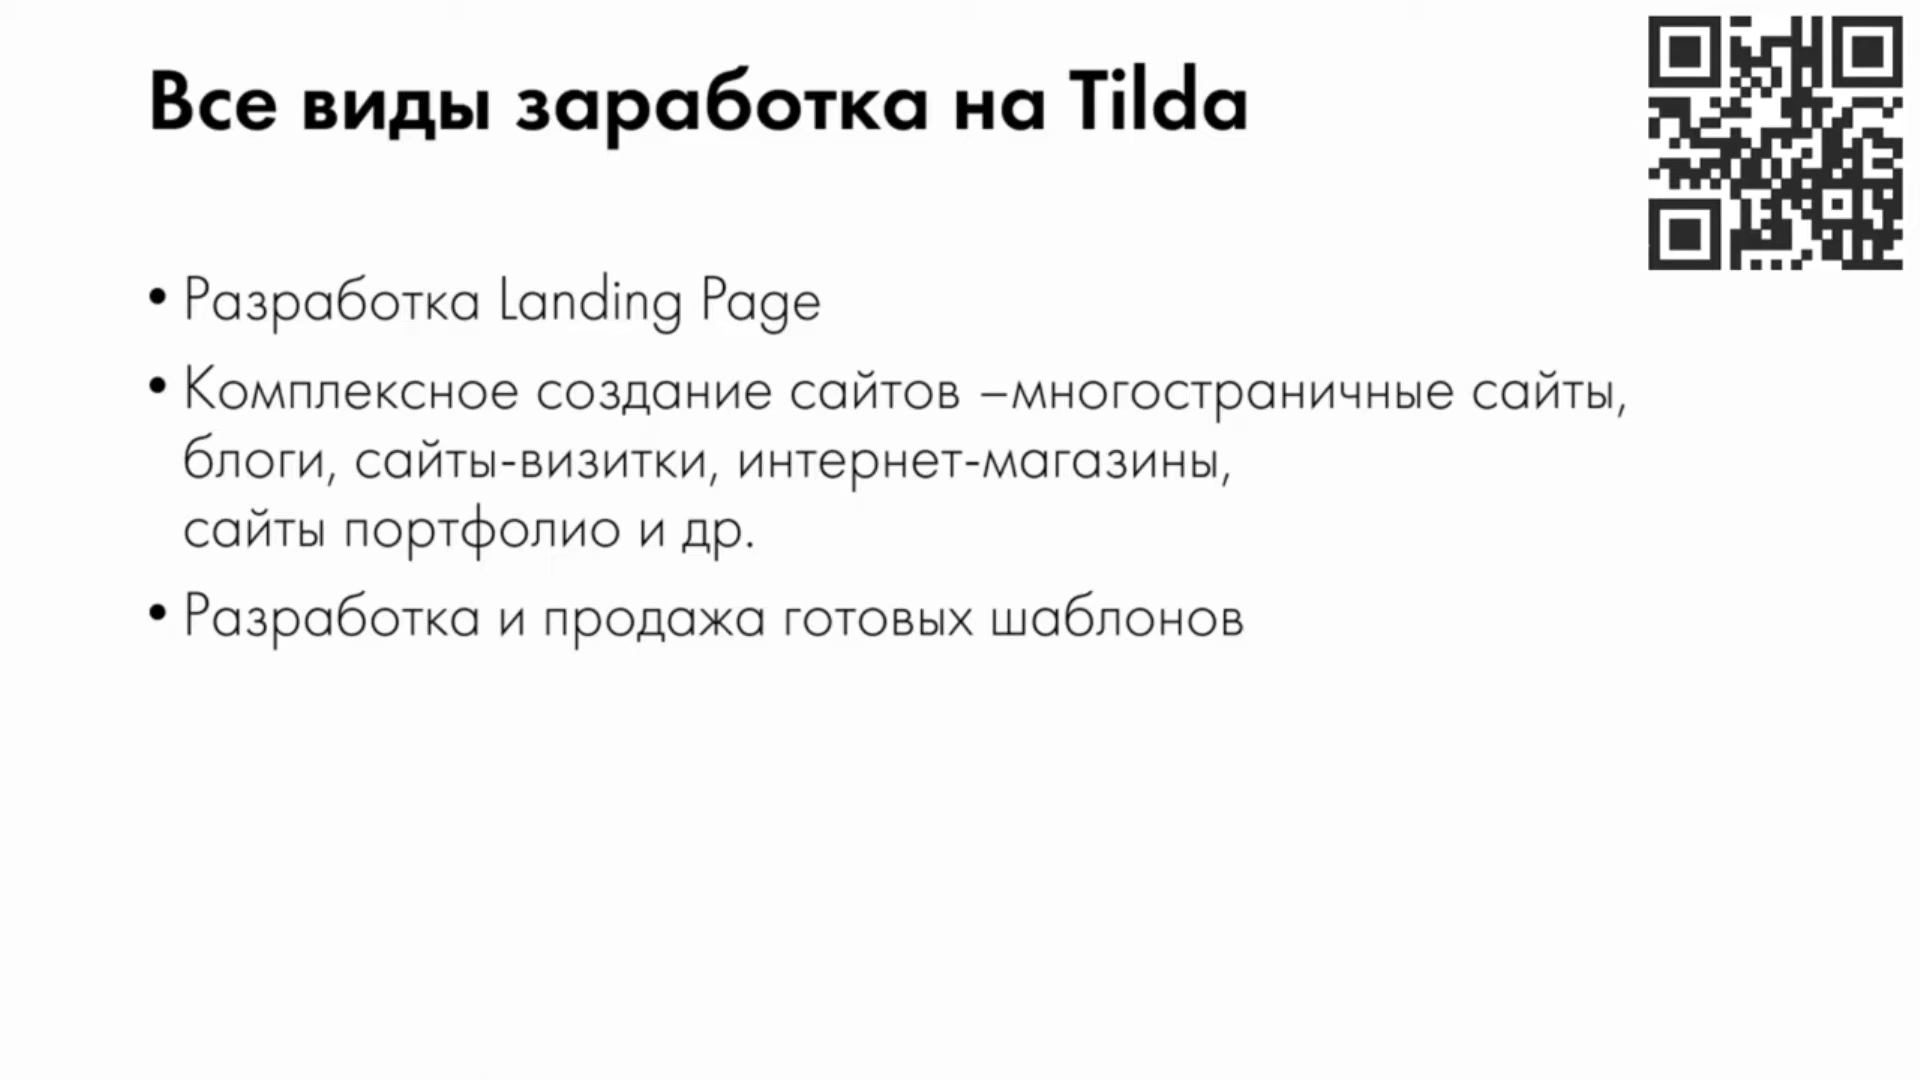 Все виды заработка на Tilda
• Разработка Landing Page
• Комплексное создание сайтов –многостраничные сайты,
блоги, сайты-визитки, интернет-магазины,
сайты портфолио и др.
• Разработка и продажа готовых шаблонов